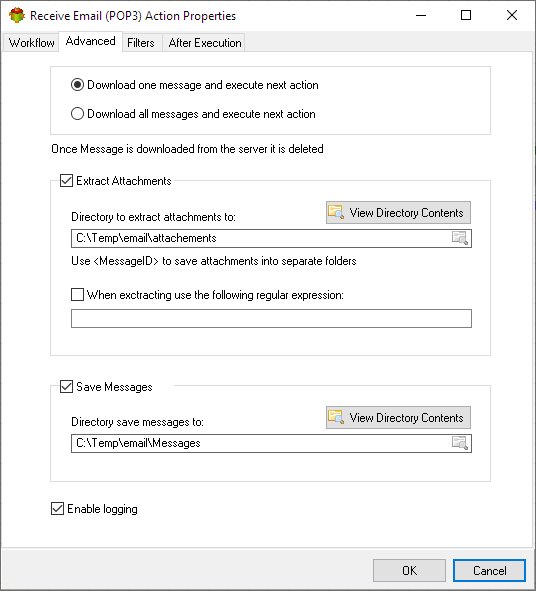 Receive Email (POP3) Action Properties
Workflow Advanced Filters After Execution
Download one message and execute next action
Download all messages and execute next action
Once Message is downloaded from the server it is deleted
Extract Attachments
Directory to extract attachments to:
View Directory Contents
C:\Temp\email\attachements
Use <MessageID> to save attachments into separate folders
When exctracting use the following regular expression:
Save Messages
Directory save messages to:
View Directory Contents
C:\Temp\email\Messages
Enable logging
OK Cancel